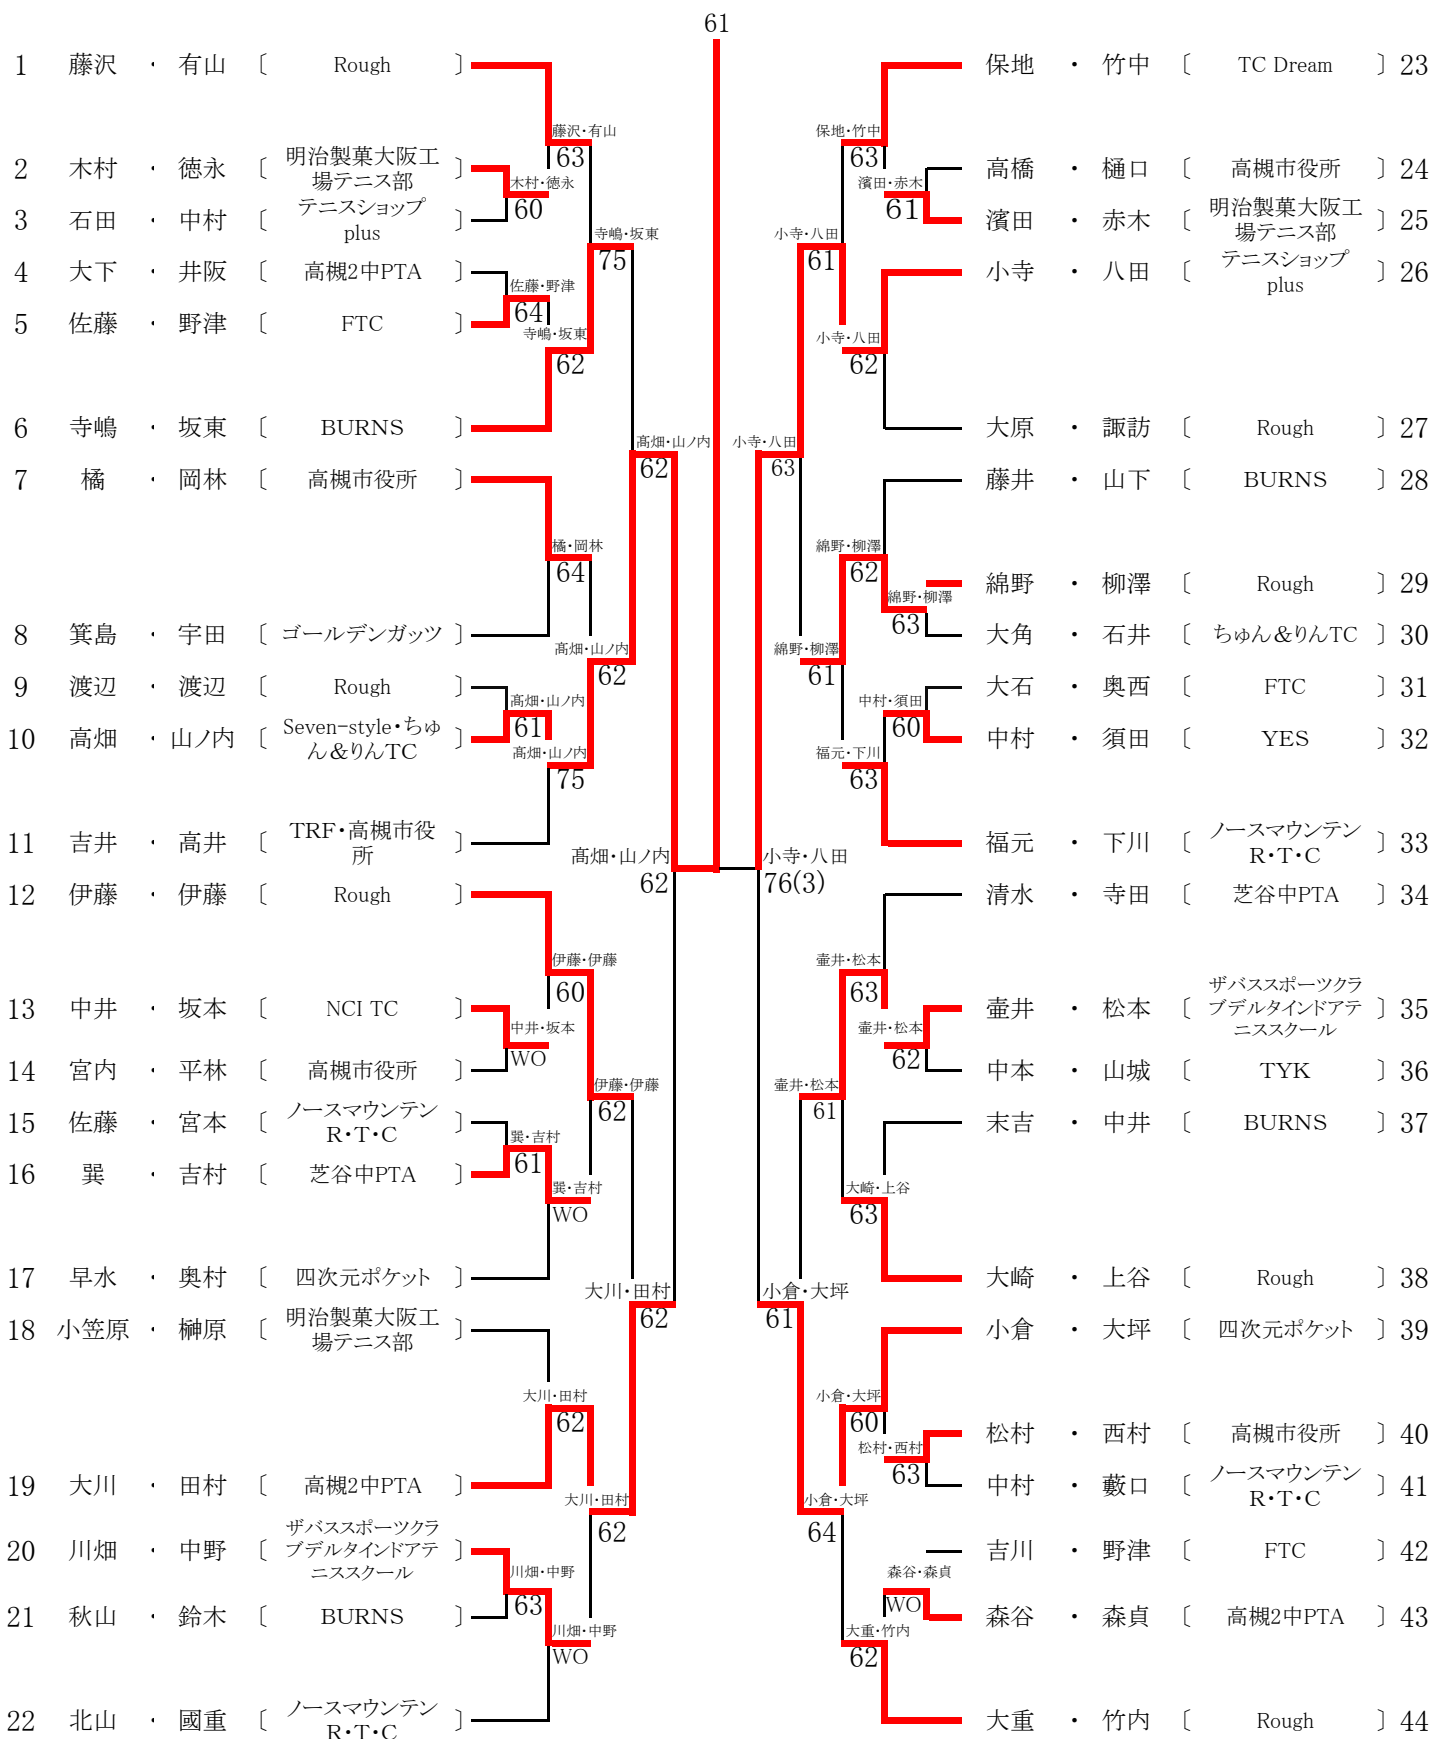 61
1 藤沢 ・ 有山 〔 Rough 〕
藤沢・有山
63
2 木村 ・ 徳永 〔 明治製菓大阪工
場テニス部 〕
木村・徳永
60
3 石田 ・ 中村 〔 テニスショップ
plus 〕
寺嶋・坂東
75
4 大下 ・ 井阪 〔 高槻2中PTA 〕
佐藤・野津
64
5 佐藤 ・ 野津 〔 FTC 〕
寺嶋・坂東
62
6 寺嶋 ・ 坂東 〔 BURNS 〕
髙畑・山ノ内
62
7 橘 ・ 岡林 〔 高槻市役所 〕
橘・岡林
64
8 箕島 ・ 宇田 〔 ゴールデンガッツ 〕
髙畑・山ノ内
62
9 渡辺 ・ 渡辺 〔 Rough 〕
髙畑・山ノ内
61
10 髙畑 ・ 山ノ内 〔 Seven-style・ちゅ
ん&りんTC 〕
髙畑・山ノ内
75
11 吉井 ・ 高井 〔 TRF・高槻市役
所 〕
髙畑・山ノ内
62
12 伊藤 ・ 伊藤 〔 Rough 〕
伊藤・伊藤
60
13 中井 ・ 坂本 〔 NCI TC 〕
中井・坂本
WO
14 宮内 ・ 平林 〔 高槻市役所 〕
伊藤・伊藤
62
15 佐藤 ・ 宮本 〔 ノースマウンテン
R・T・C 〕
巽・吉村
61
16 巽 ・ 吉村 〔 芝谷中PTA 〕
巽・吉村
WO
17 早水 ・ 奥村 〔 四次元ポケット 〕
大川・田村
62
18 小笠原 ・ 榊原 〔 明治製菓大阪工
場テニス部 〕
大川・田村
62
19 大川 ・ 田村 〔 高槻2中PTA 〕
大川・田村
62
20 川畑 ・ 中野 〔 ザバススポーツクラ
ブデルタインドアテ
ニススクール 〕
川畑・中野
63
21 秋山 ・ 鈴木 〔 BURNS 〕
川畑・中野
WO
22 北山 ・ 國重 〔 ノースマウンテン
R・T・C 〕
保地 ・ 竹中 〔 TC Dream 〕 23
保地・竹中
63
高橋 ・ 樋口 〔 高槻市役所 〕 24
濱田・赤木
61
濱田 ・ 赤木 〔 明治製菓大阪工
場テニス部 〕 25
小寺・八田
61
小寺 ・ 八田 〔 テニスショップ
plus 〕 26
小寺・八田
62
大原 ・ 諏訪 〔 Rough 〕 27
小寺・八田
63
藤井 ・ 山下 〔 BURNS 〕 28
綿野・柳澤
62
綿野 ・ 柳澤 〔 Rough 〕 29
綿野・柳澤
63
大角 ・ 石井 〔 ちゅん&りんTC 〕 30
綿野・柳澤
61
大石 ・ 奥西 〔 FTC 〕 31
中村・須田
60
中村 ・ 須田 〔 YES 〕 32
福元・下川
63
福元 ・ 下川 〔 ノースマウンテン
R・T・C 〕 33
小寺・八田
76(3)
清水 ・ 寺田 〔 芝谷中PTA 〕 34
壷井・松本
63
壷井 ・ 松本 〔 ザバススポーツクラ
ブデルタインドアテ
ニススクール 〕 35
壷井・松本
62
中本 ・ 山城 〔 TYK 〕 36
壷井・松本
61
末吉 ・ 中井 〔 BURNS 〕 37
大崎・上谷
63
大崎 ・ 上谷 〔 Rough 〕 38
小倉・大坪
61
小倉 ・ 大坪 〔 四次元ポケット 〕 39
小倉・大坪
60
松村 ・ 西村 〔 高槻市役所 〕 40
松村・西村
63
中村 ・ 藪口 〔 ノースマウンテン
R・T・C 〕 41
小倉・大坪
64
吉川 ・ 野津 〔 FTC 〕 42
森谷・森貞
WO
森谷 ・ 森貞 〔 高槻2中PTA 〕 43
大重・竹内
62
大重 ・ 竹内 〔 Rough 〕 44